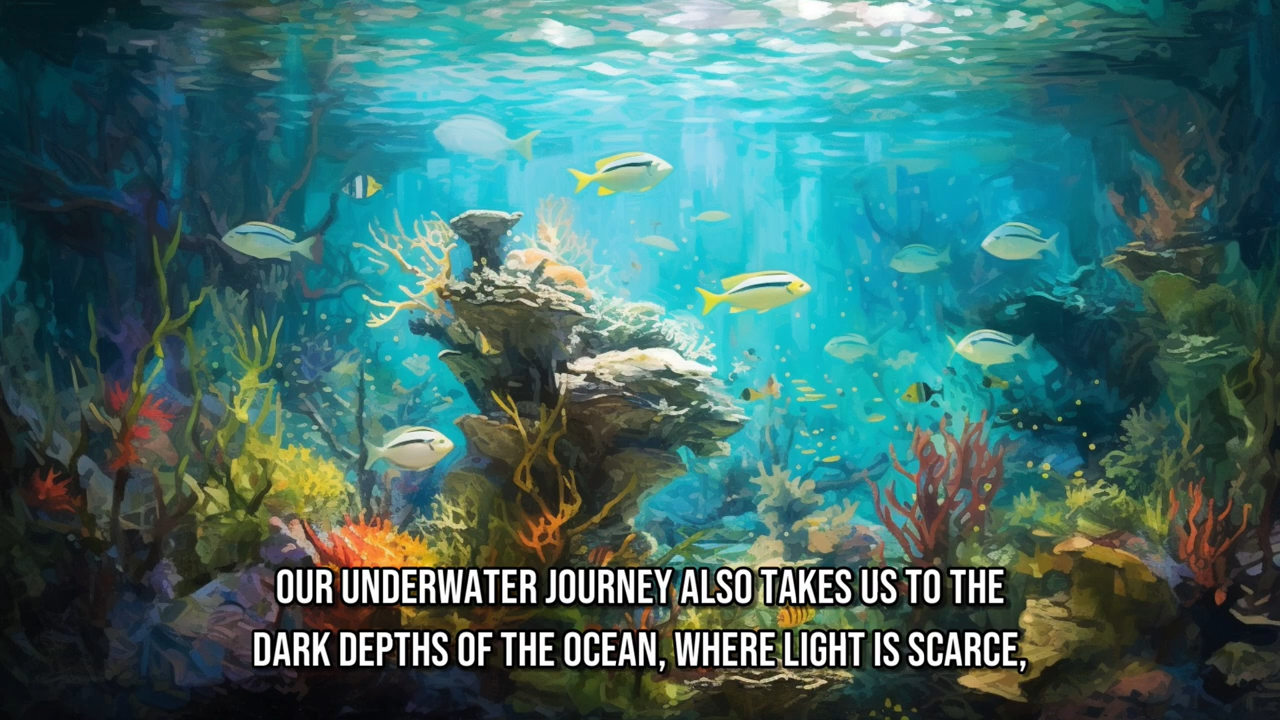 OUR UNDERWATER JOURNEY ALSO TAKES US TO THE
DARK DEPTHS OF THE OCEAN, WHERE LIGHT IS SCARCE,